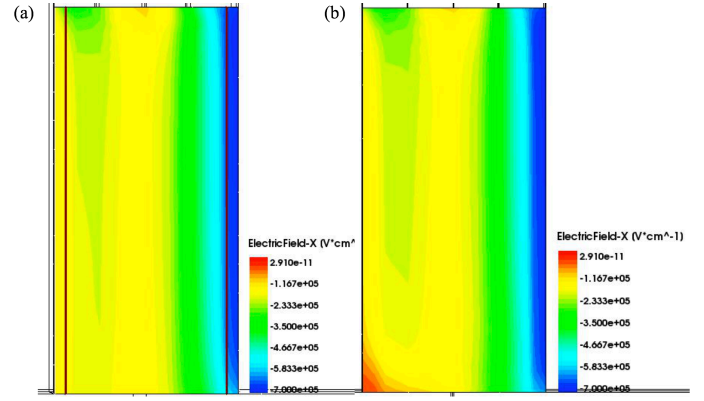 (a)
(b)
ElectricField-X (V*cm^
2.910e-11
-1.167e+05
-2.333e+05
-3.500e+05
-4.667e+05
-5.833e+05
-7.000e+05
ElectricField-X (V*cm^-1)
2.910e-11
-1.167e+05
-2.333e+05
-3.500e+05
-4.667e+05
-5.833e+05
-7.000e+05